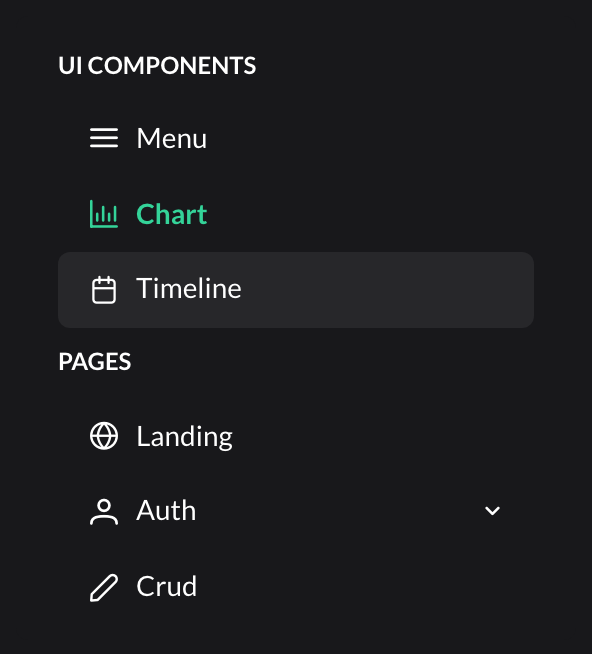 UI COMPONENTS
Menu
Chart
Timeline
PAGES
Landing
Auth
Crud